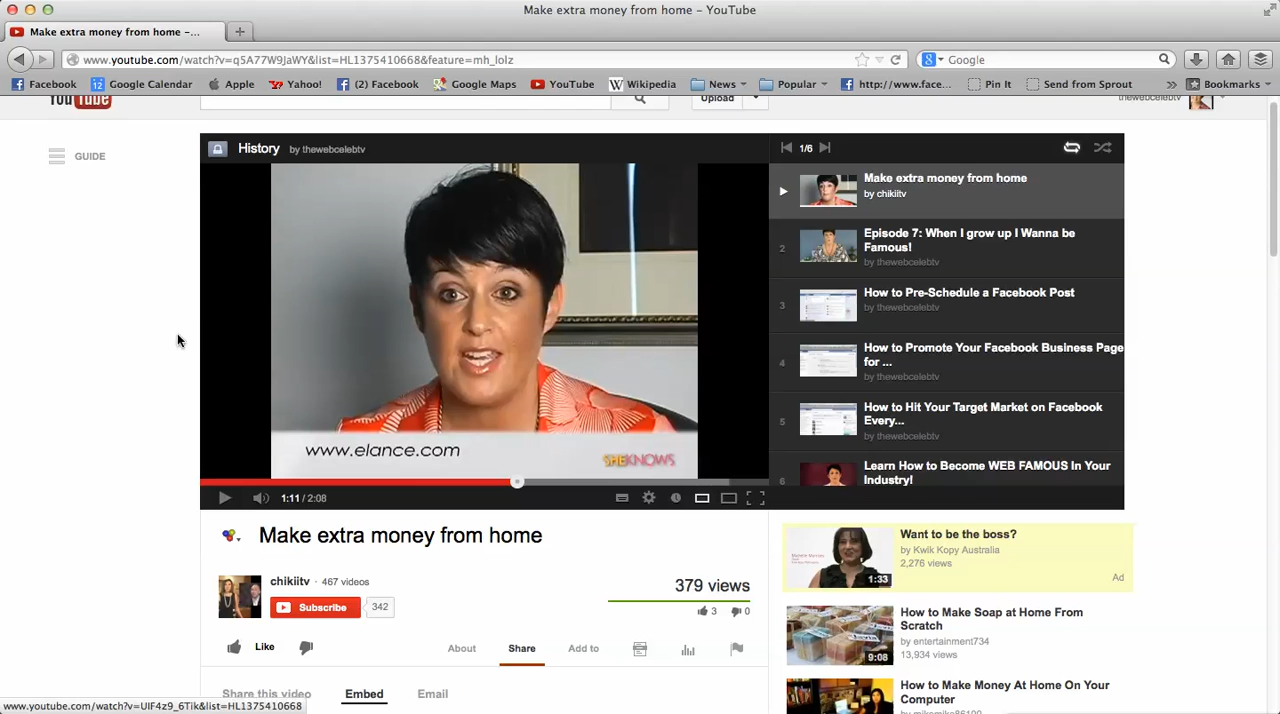 Make extra money from home – YouTube
Make extra money from home –...
www.youtube.com/watch?v=q5A77W9JaWY&list=HL1375410668&feature=mh_lolz
Google
Facebook
Google Calendar
Apple
Yahoo!
(2) Facebook
Google Maps
YouTube
Wikipedia
News
Popular
http://www.face...
Pin It
Send from Sprout
Bookmarks
YouTube
Upload
thewebcelebtv
GUIDE
History by thewebcelebtv
1/6
Make extra money from home
by chikiitv
2
Episode 7: When I grow up I Wanna be
Famous!
by thewebcelebtv
3
How to Pre-Schedule a Facebook Post
by thewebcelebtv
4
How to Promote Your Facebook Business Page
for ...
by thewebcelebtv
5
How to Hit Your Target Market on Facebook
Every...
by thewebcelebtv
6
Learn How to Become WEB FAMOUS In Your
Industry!
www.elance.com
SHEKNOWS
1:11 / 2:08
Make extra money from home
chikiitv · 467 videos
Subscribe
342
379 views
3
0
Like
About
Share
Add to
Share this video
Embed
Email
Want to be the boss?
by Kwik Kopy Australia
2,276 views
1:33
Ad
How to Make Soap at Home From
Scratch
by entertainment734
13,934 views
9:08
How to Make Money At Home On Your
Computer
www.youtube.com/watch?v=UIF4z9_6Tik&list=HL1375410668